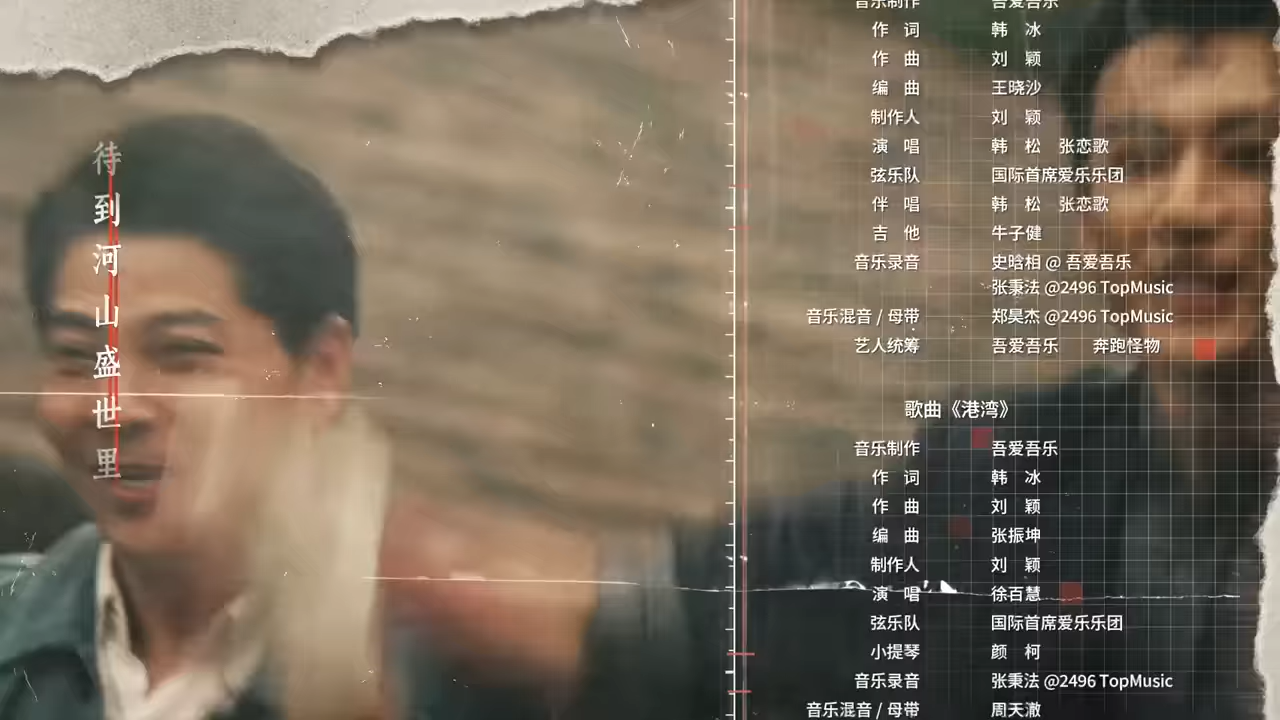 待到河山盛世里
音乐制作 吾爱吾乐
作 词 韩 冰
作 曲 刘 颖
编 曲 王晓沙
制作人 刘 颖
演 唱 韩 松 张恋歌
弦乐队 国际首席爱乐乐团
伴 唱 韩 松 张恋歌
吉 他 牛子健
音乐录音 史晗相 @ 吾爱吾乐
张秉法 @2496 TopMusic
音乐混音 / 母带 郑昊杰 @2496 TopMusic
艺人统筹 吾爱吾乐 奔跑怪物
歌曲《港湾》
音乐制作 吾爱吾乐
作 词 韩 冰
作 曲 刘 颖
编 曲 张振坤
制作人 刘 颖
演 唱 徐百慧
弦乐队 国际首席爱乐乐团
小提琴 颜 柯
音乐录音 张秉法 @2496 TopMusic
音乐混音 / 母带 周天澈